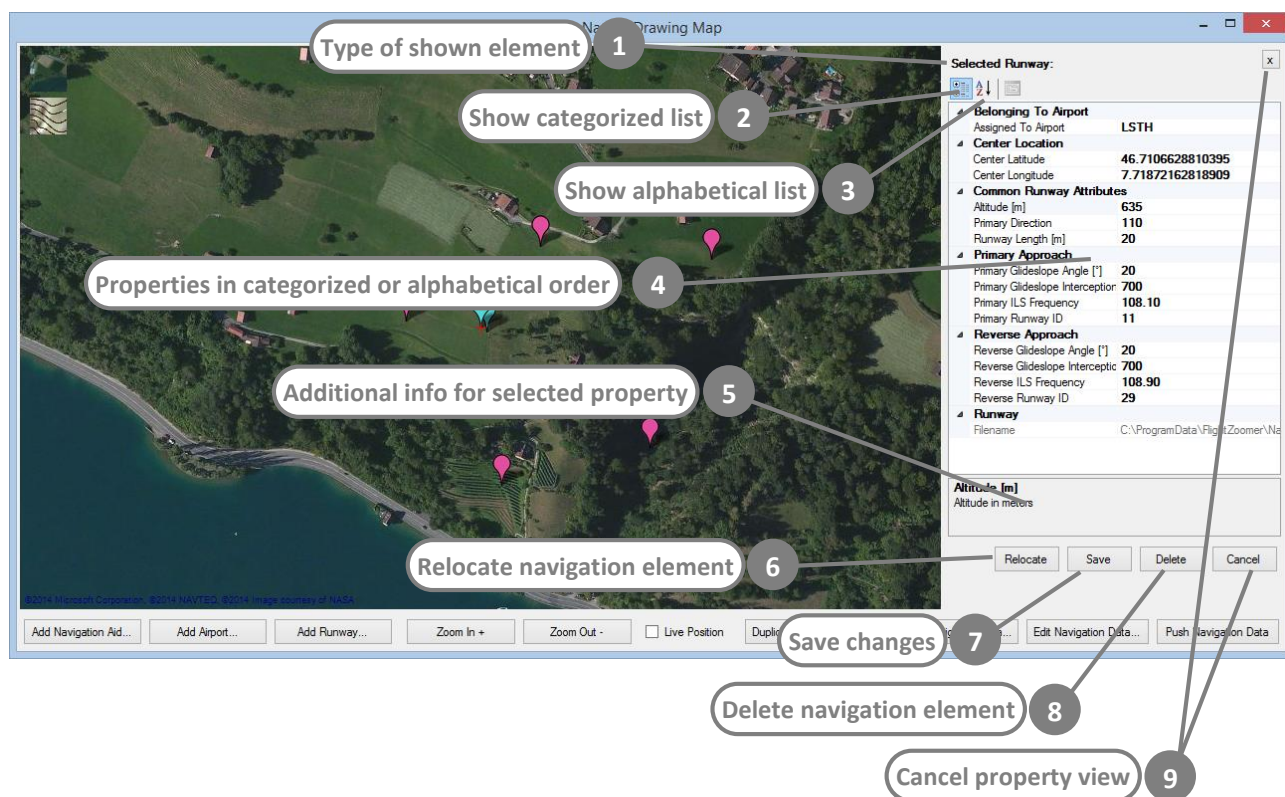 Drawing Map
Type of shown element 1
Selected Runway:
x
Show categorized list 2
Show alphabetical list 3
Belonging To Airport
Assigned To Airport LSTH
Center Location
Center Latitude 46.7106628810395
Center Longitude 7.71872162818909
Common Runway Attributes
Altitude [m] 635
Primary Direction 110
Runway Length [m] 20
Properties in categorized or alphabetical order 4
Primary Approach
Primary Glideslope Angle [°] 20
Primary Glideslope Interception 700
Primary ILS Frequency 108.10
Primary Runway ID 11
Reverse Approach
Reverse Glideslope Angle [°] 20
Reverse Glideslope Interceptic 700
Reverse ILS Frequency 108.90
Reverse Runway ID 29
Runway
Filename C:\ProgramData\FlightZoomer\Na
Additional info for selected property 5
Altitude [m]
Altitude in meters
Relocate navigation element 6
Relocate Save Delete Cancel
©2014 Microsoft Corporation, ©2014 NAVTEQ, ©2014 Image courtesy of NASA
Add Navigation Aid... Add Airport... Add Runway... Zoom In + Zoom Out - Live Position Edit Navigation Data... Push Navigation Data
Save changes 7
Delete navigation element 8
Cancel property view 9